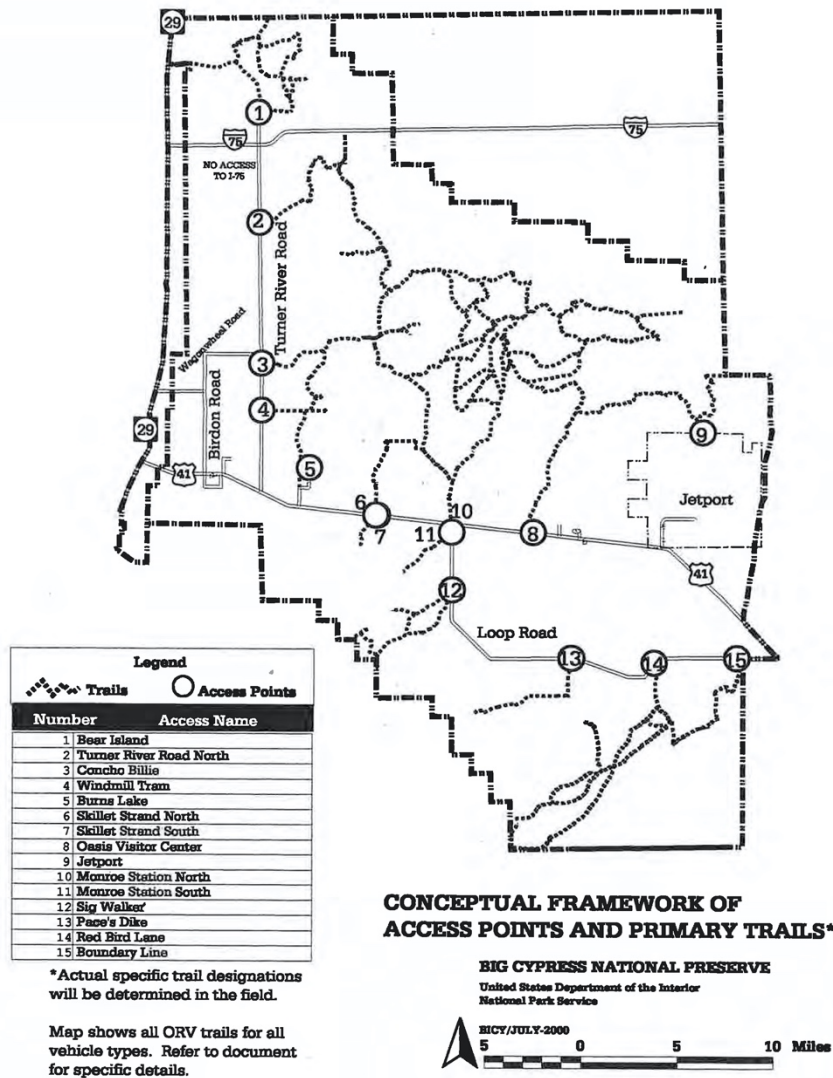 29
1
75
75
NO ACCESS
TO I-75
2
Turner River Road
Wagonwheel Road
3
Birdon Road
4
29
9
5
41
Jetport
6
10
7
11
8
41
12
Loop Road
13
14
15
Legend
Trails
Access Points
Number Access Name
1 Bear Island
2 Turner River Road North
3 Concho Billie
4 Windmill Tram
5 Burns Lake
6 Skillet Strand North
7 Skillet Strand South
8 Oasis Visitor Center
9 Jetport
10 Monroe Station North
11 Monroe Station South
12 Sig Walker
13 Pace's Dike
14 Red Bird Lane
15 Boundary Line
*Actual specific trail designations
will be determined in the field.
Map shows all ORV trails for all
vehicle types. Refer to document
for specific details.
CONCEPTUAL FRAMEWORK OF
ACCESS POINTS AND PRIMARY TRAILS*
BIG CYPRESS NATIONAL PRESERVE
United States Department of the Interior
National Park Service
BICY/JULY-2000
5 0 5 10 Miles